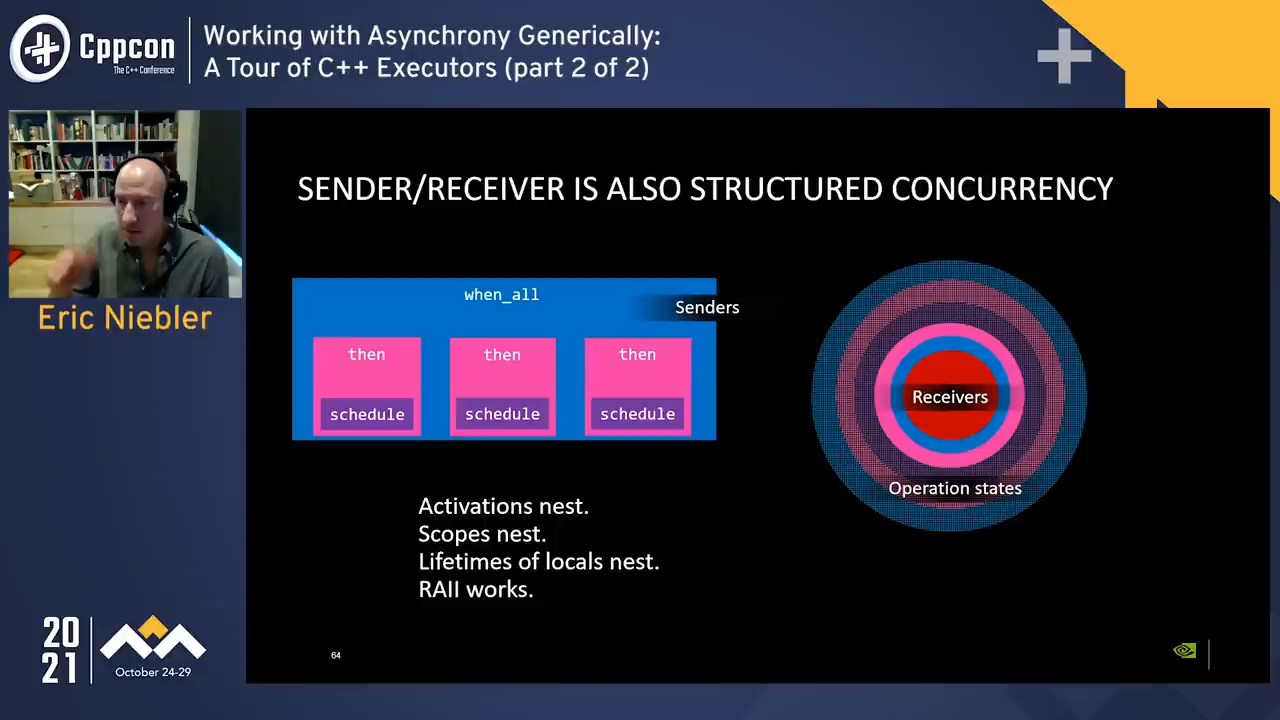 Cppcon
The C++ Conference
Working with Asynchrony Generically:
A Tour of C++ Executors (part 2 of 2)
Eric Niebler
SENDER/RECEIVER IS ALSO STRUCTURED CONCURRENCY
when_all
Senders
then then then
schedule schedule schedule
Receivers
Operation states
Activations nest.
Scopes nest.
Lifetimes of locals nest.
RAII works.
20
21
October 24-29
64